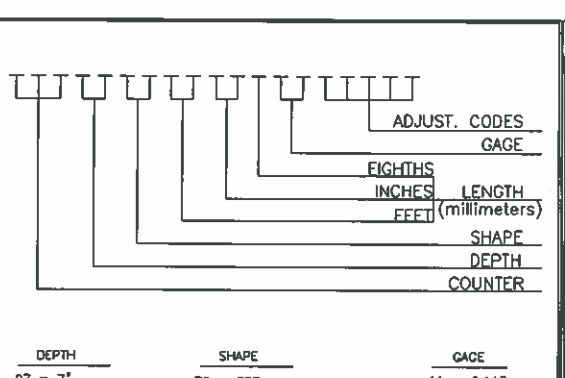 ADJUST. CODES
GAGE
EIGHTHS
INCHES LENGTH
FEET (millimeters)
SHAPE
DEPTH
COUNTER
DEPTH SHAPE GAGE